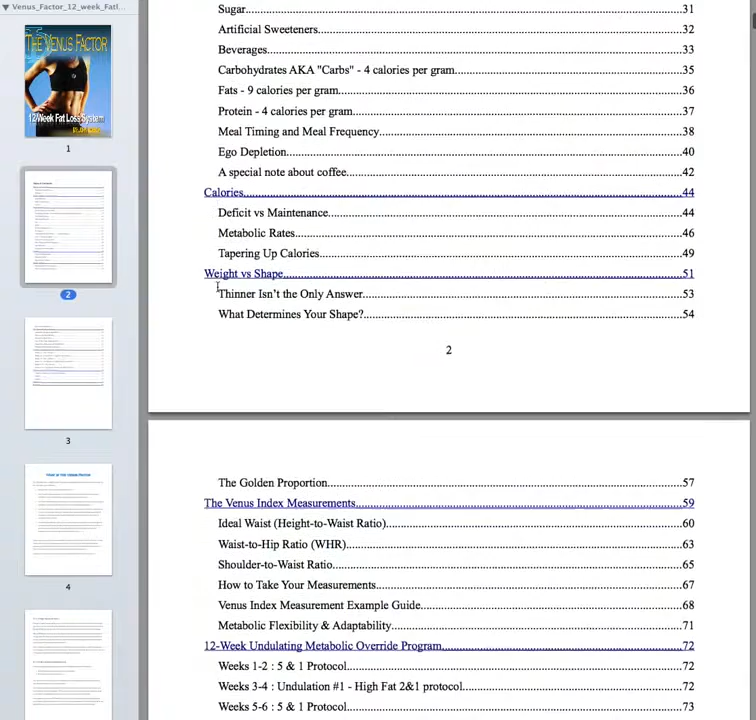 Venus_Factor_12_week_Fatl...
THE VENUS FACTOR
12-Week Fat Loss System
1
2
3
4
Sugar....31
Artificial Sweeteners....32
Beverages....33
Carbohydrates AKA "Carbs" - 4 calories per gram....35
Fats - 9 calories per gram....36
Protein - 4 calories per gram....37
Meal Timing and Meal Frequency....38
Ego Depletion....40
A special note about coffee....42
Calories....44
Deficit vs Maintenance....44
Metabolic Rates....46
Tapering Up Calories....49
Weight vs Shape....51
Thinner Isn't the Only Answer....53
What Determines Your Shape?....54
2
The Golden Proportion....57
The Venus Index Measurements....59
Ideal Waist (Height-to-Waist Ratio)....60
Waist-to-Hip Ratio (WHR)....63
Shoulder-to-Waist Ratio....65
How to Take Your Measurements....67
Venus Index Measurement Example Guide....68
Metabolic Flexibility & Adaptability....71
12-Week Undulating Metabolic Override Program....72
Weeks 1-2 : 5 & 1 Protocol....72
Weeks 3-4 : Undulation #1 - High Fat 2&1 protocol....72
Weeks 5-6 : 5 & 1 Protocol....73